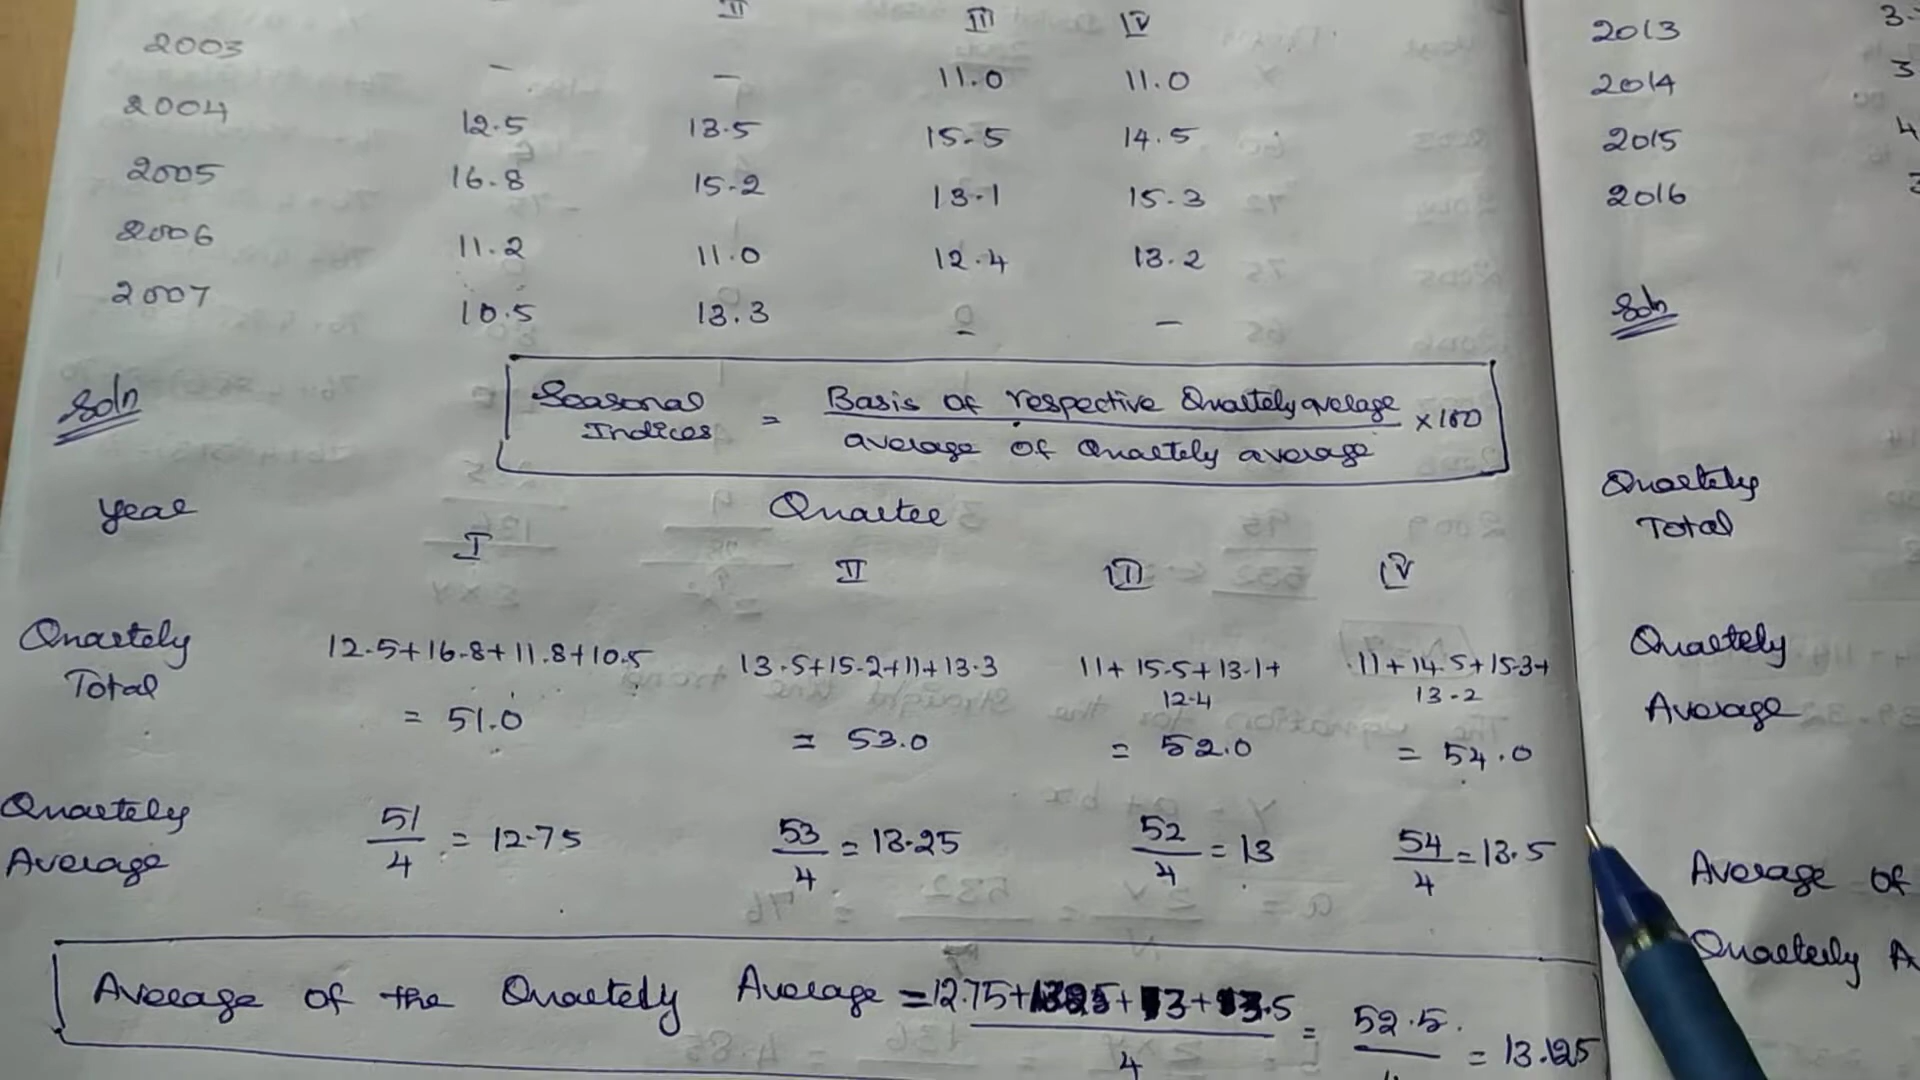 II III IV
2003 – – 11.0 11.0
2004 12.5 13.5 15.5 14.5
2005 16.8 15.2 13.1 15.3
2006 11.2 11.0 12.4 13.2
2007 10.5 13.3 – –
Soln
Seasonal Indices = Basis of respective Quartely average / average of Quartely average × 100
Year Quarter
I II III IV
Quartely Total 12.5+16.8+11.8+10.5 13.5+15.2+11+13.3 11+15.5+13.1+ 11+14.5+15.3+
12.4 13.2
= 51.0 = 53.0 = 52.0 = 54.0
Quartely Average 51/4 = 12.75 53/4 = 13.25 52/4 = 13 54/4 = 13.5
Average of the Quartely Average = 12.75+13.25+13+13.5 / 4 = 52.5 / 4 = 13.125
2013 3.
2014 3
2015 4
2016 3
Soln
Quartely
Total
Quartely
Average
Average of
Quarterly A